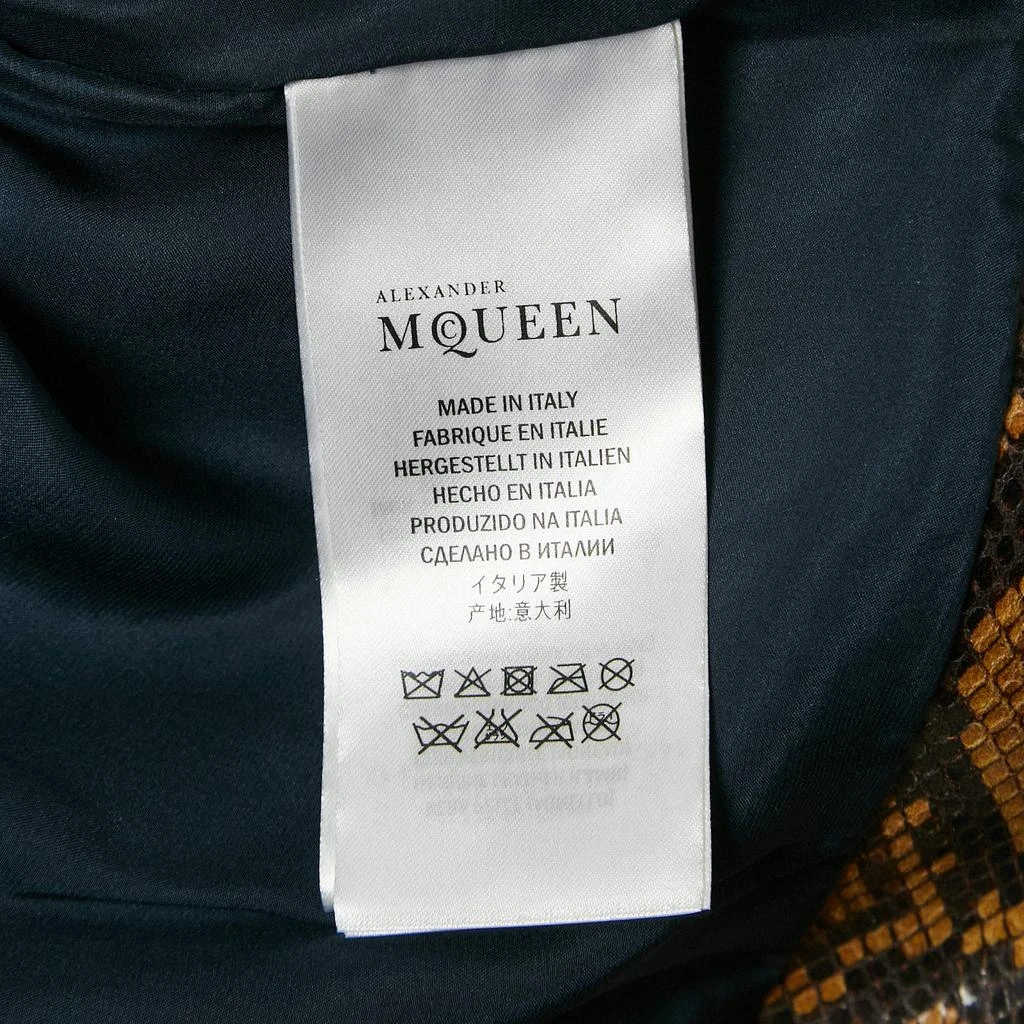 ALEXANDER
MCQUEEN
MADE IN ITALY
FABRIQUE EN ITALIE
HERGESTELLT IN ITALIEN
HECHO EN ITALIA
PRODUZIDO NA ITALIA
СДЕЛАНО В ИТАЛИИ
イタリア製
产地:意大利